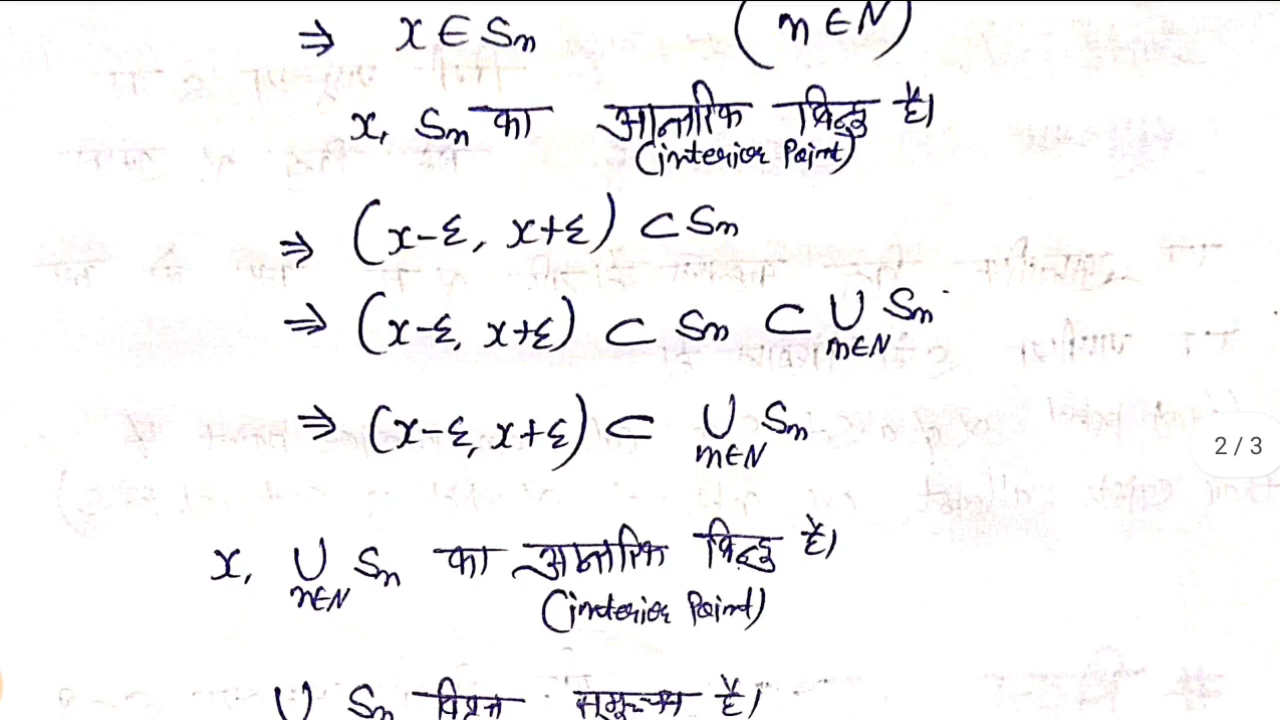 ⇒ x ∈ Sn (n ∈ N)
x, Sn का आन्तरिक बिन्दु है।
(interior Point)
⇒ (x-ε, x+ε) ⊂ Sn
⇒ (x-ε, x+ε) ⊂ Sn ⊂ ∪ Sn
n∈N
⇒ (x-ε, x+ε) ⊂ ∪ Sn
n∈N
2 / 3
x, ∪ Sn का आन्तरिक बिन्दु है।
n∈N
(interior Point)
∪ Sn विवृत समुच्चय है।